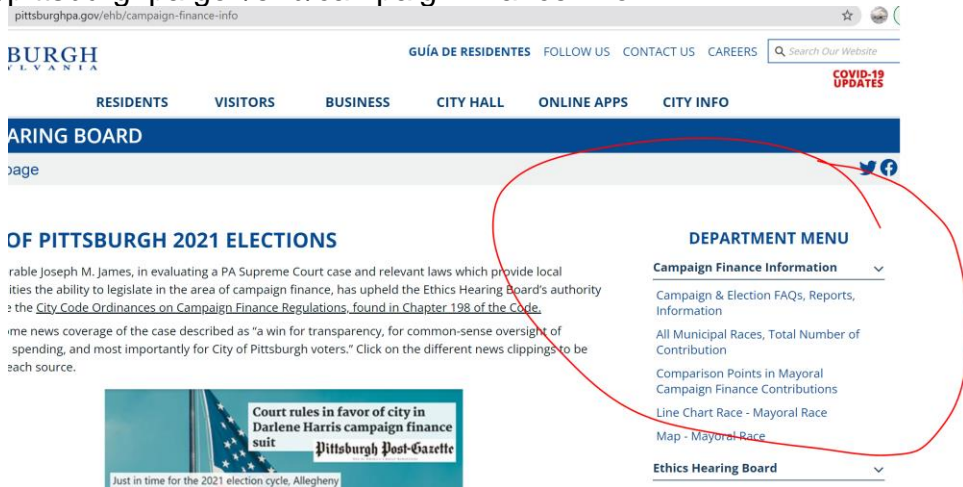 pittsburghpa.gov/ehb/campaign-finance-info
BURGH
GUÍA DE RESIDENTES FOLLOW US CONTACT US CAREERS Search Our Website
COVID-19
UPDATES
RESIDENTS VISITORS BUSINESS CITY HALL ONLINE APPS CITY INFO
ARING BOARD
page
OF PITTSBURGH 2021 ELECTIONS
rable Joseph M. James, in evaluating a PA Supreme Court case and relevant laws which provide local
ities the ability to legislate in the area of campaign finance, has upheld the Ethics Hearing Board's authority
e the City Code Ordinances on Campaign Finance Regulations, found in Chapter 198 of the Code.
ome news coverage of the case described as "a win for transparency, for common-sense oversight of
spending, and most importantly for City of Pittsburgh voters." Click on the different news clippings to be
each source.
Court rules in favor of city in
Darlene Harris campaign finance
suit
Pittsburgh Post-Gazette
Just in time for the 2021 election cycle, Allegheny
DEPARTMENT MENU
Campaign Finance Information
Campaign & Election FAQs, Reports,
Information
All Municipal Races, Total Number of
Contribution
Comparison Points in Mayoral
Campaign Finance Contributions
Line Chart Race - Mayoral Race
Map - Mayoral Race
Ethics Hearing Board